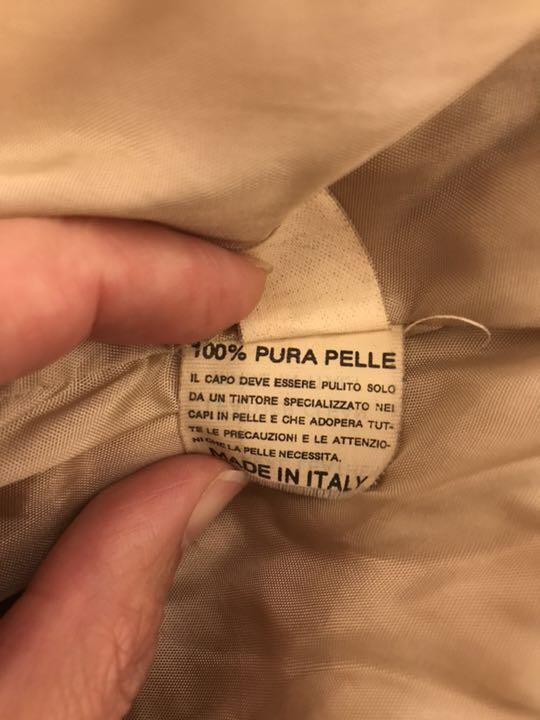 100% PURA PELLE
IL CAPO DEVE ESSERE PULITO SOLO
DA UN TINTORE SPECIALIZZATO NEI
CAPI IN PELLE E CHE ADOPERA TUT-
TE LE PRECAUZIONI E LE ATTENZIO-
NI CHE LA PELLE NECESSITA.
MADE IN ITALY